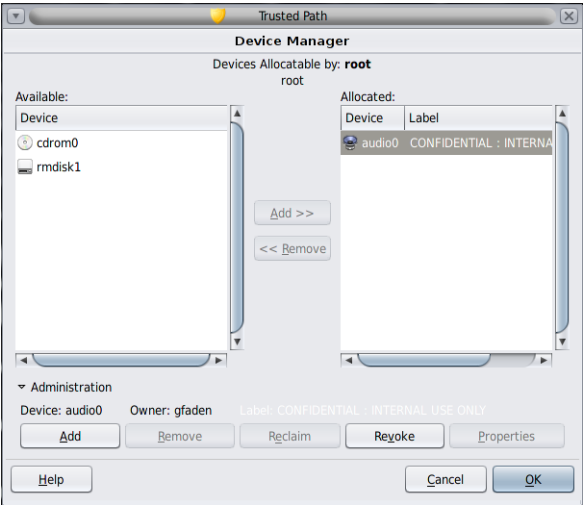 Trusted Path
Device Manager
Devices Allocatable by: root
root
Available:
Device
cdrom0
rmdisk1
Add >>
<< Remove
Allocated:
Device Label
audio0 CONFIDENTIAL : INTERNA
Administration
Device: audio0 Owner: gfaden Label: CONFIDENTIAL : INTERNAL USE ONLY
Add Remove Reclaim Revoke Properties
Help Cancel OK